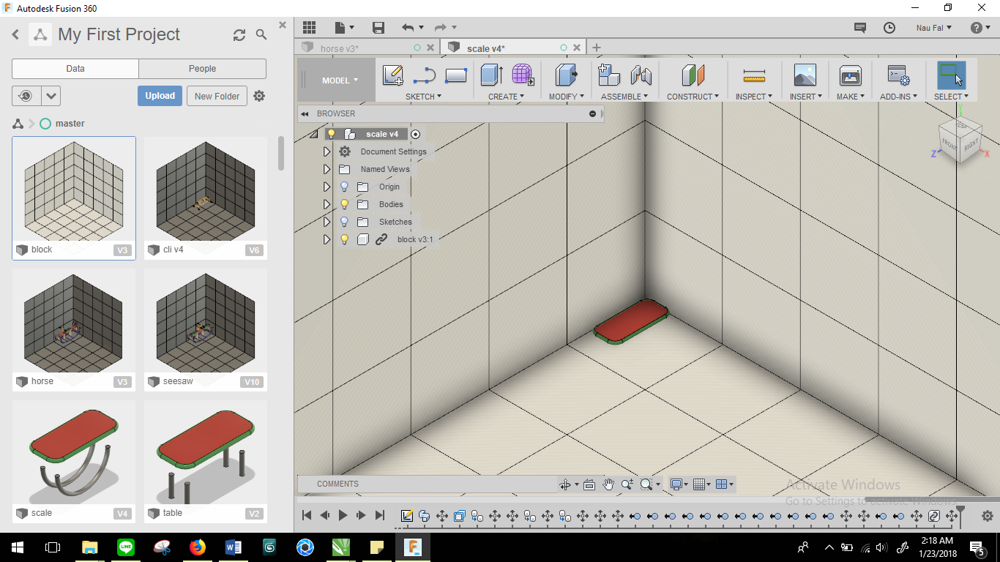 Autodesk Fusion 360
My First Project
Data
People
Upload
New Folder
master
block
V3
cli v4
V6
horse
V3
seesaw
V10
scale
V4
table
V2
Nau Fal
horse v3*
scale v4*
MODEL
SKETCH
CREATE
MODIFY
ASSEMBLE
CONSTRUCT
INSPECT
INSERT
MAKE
ADD-INS
SELECT
BROWSER
scale v4
Document Settings
Named Views
Origin
Bodies
Sketches
block v3:1
TOP
FRONT
RIGHT
Y
Z
X
COMMENTS
Activate Windows
Go to Settings to activate Windows.
2:18 AM
1/23/2018
5